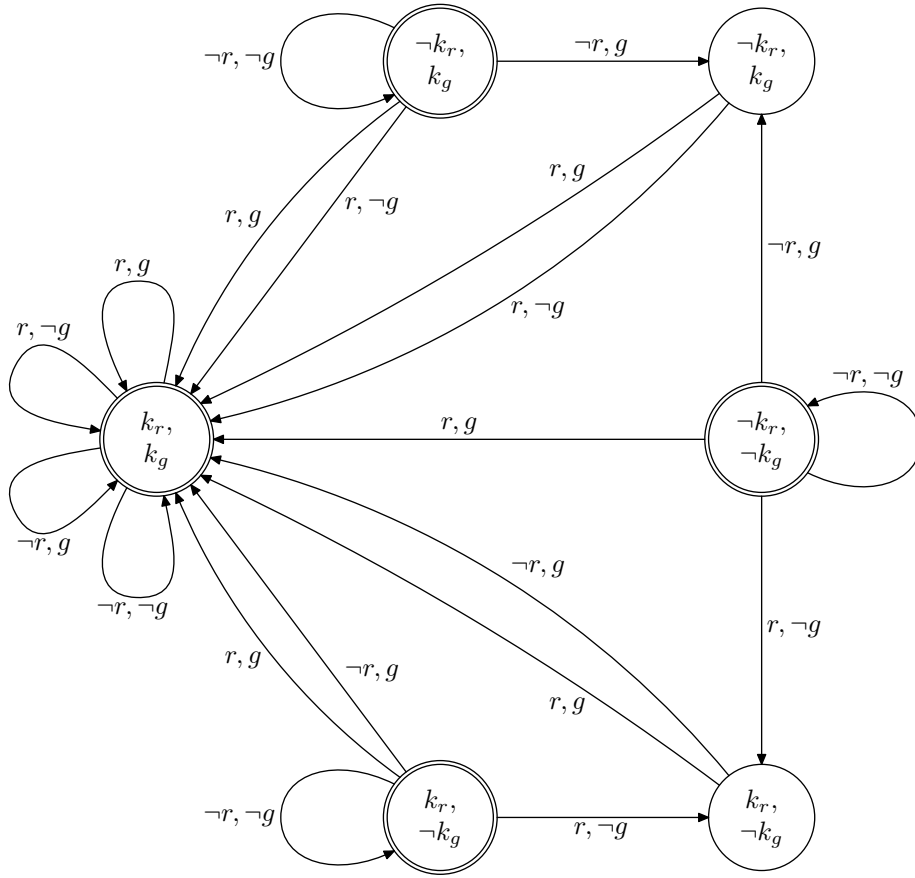 ¬r, ¬g
¬k_r,
k_g
¬r, g
¬k_r,
k_g
r, g
r, ¬g
r, g
r, ¬g
¬r, g
r, g
r, ¬g
k_r,
k_g
¬r, g
¬r, ¬g
r, g
¬k_r,
¬k_g
¬r, ¬g
¬r, g
r, g
r, ¬g
r, g
¬r, g
¬r, ¬g
k_r,
¬k_g
r, ¬g
k_r,
¬k_g